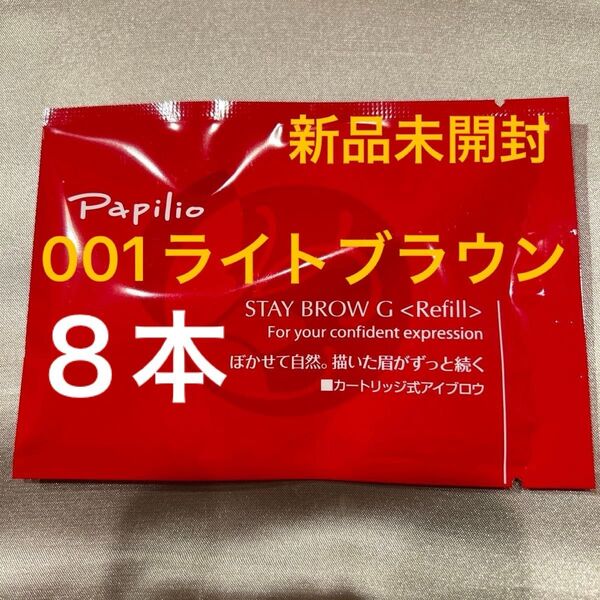 新品未開封
Papilio
001ライトブラウン
STAY BROW G <Refill>
For your confident expression
8本
ぼかせて自然。描いた眉がずっと続く
■カートリッジ式アイブロウ